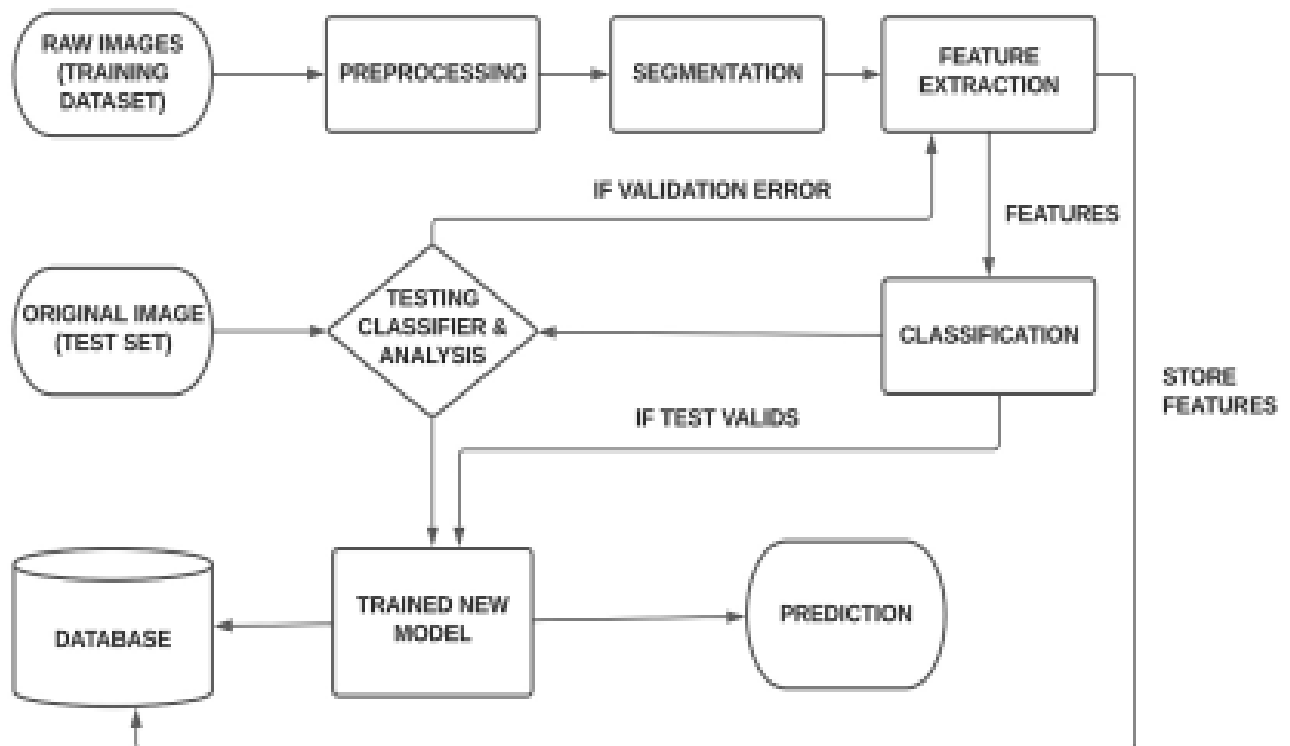 RAW IMAGES
(TRAINING
DATASET)
PREPROCESSING
SEGMENTATION
FEATURE
EXTRACTION
IF VALIDATION ERROR
FEATURES
ORIGINAL IMAGE
(TEST SET)
TESTING
CLASSIFIER &
ANALYSIS
CLASSIFICATION
STORE
FEATURES
IF TEST VALIDS
DATABASE
TRAINED NEW
MODEL
PREDICTION